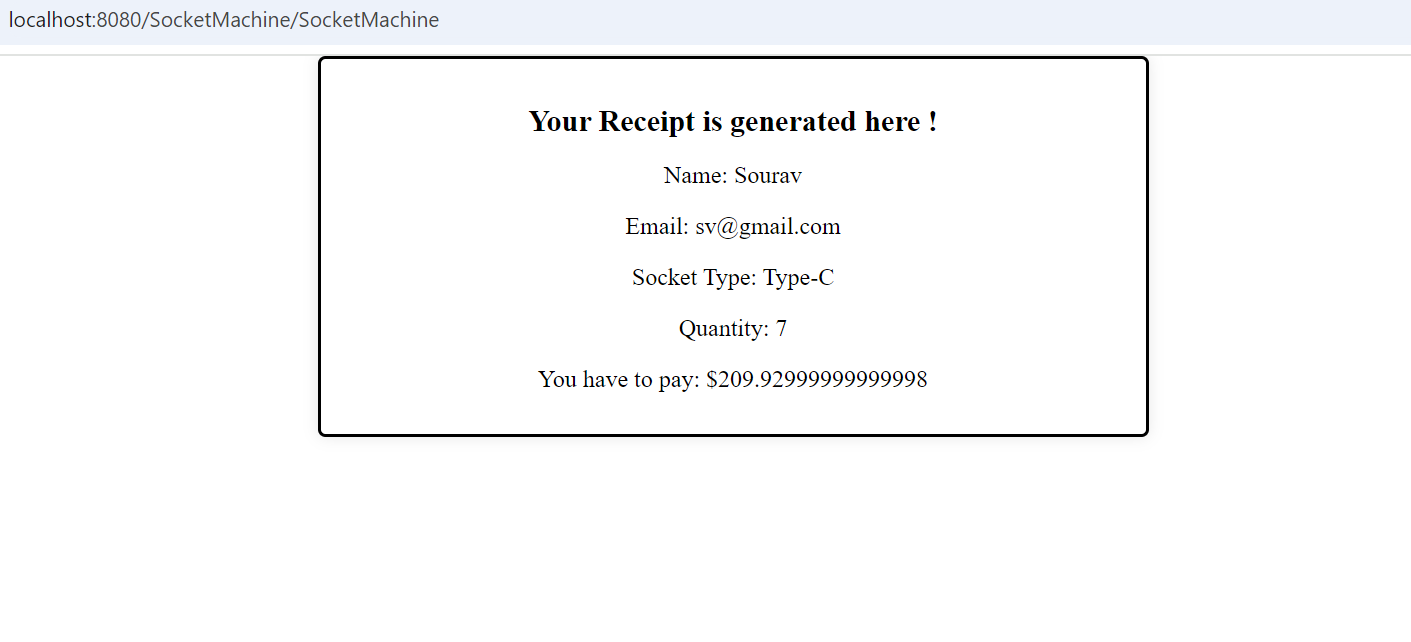 localhost:8080/SocketMachine/SocketMachine
Your Receipt is generated here !
Name: Sourav
Email: sv@gmail.com
Socket Type: Type-C
Quantity: 7
You have to pay: $209.92999999999998